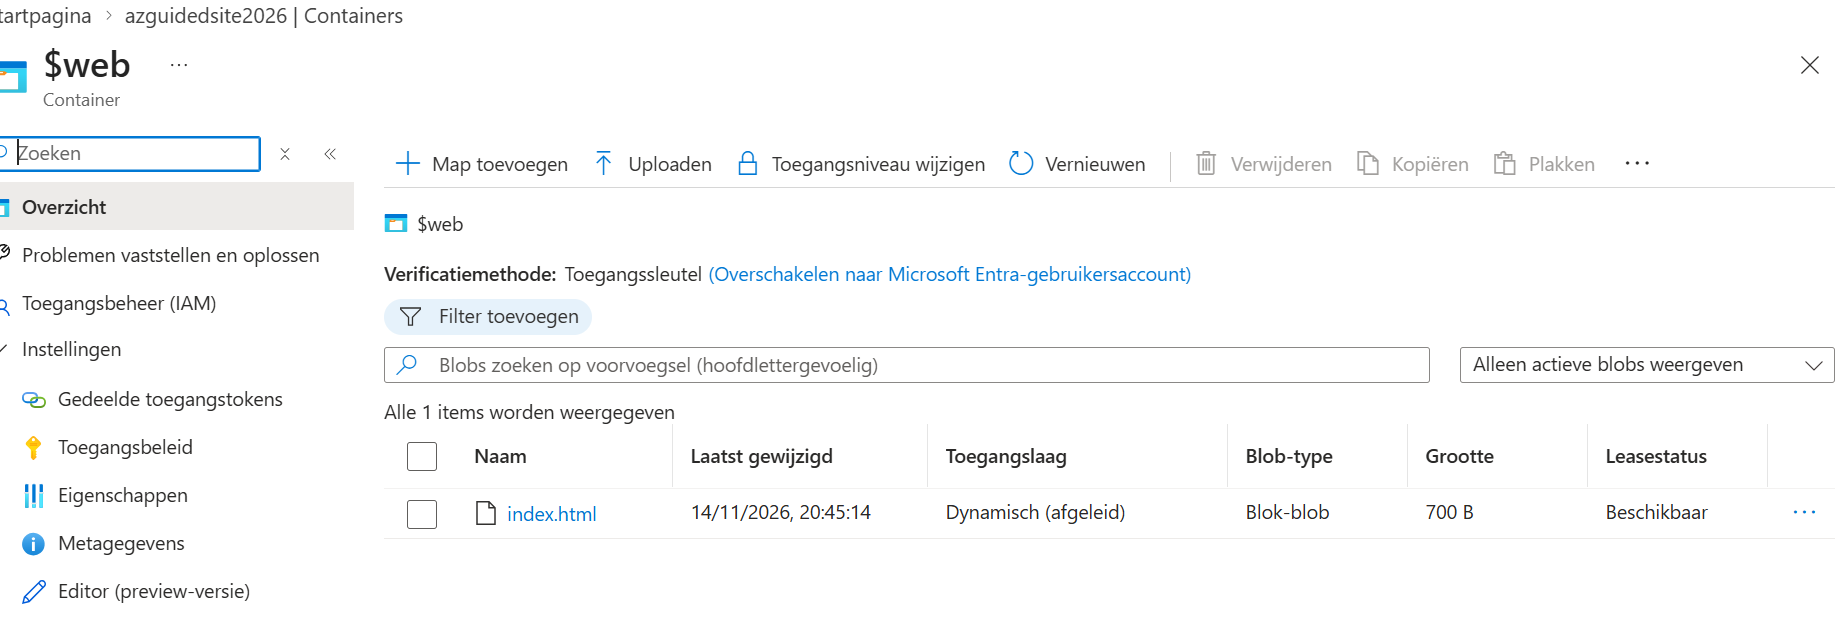 tartpagina > azguidedsite2026 | Containers
$web ...
Container
Zoeken
Overzicht
Problemen vaststellen en oplossen
Toegangsbeheer (IAM)
Instellingen
Gedeelde toegangstokens
Toegangsbeleid
Eigenschappen
Metagegevens
Editor (preview-versie)
Map toevoegen Uploaden Toegangsniveau wijzigen Vernieuwen Verwijderen Kopiëren Plakken ...
$web
Verificatiemethode: Toegangssleutel (Overschakelen naar Microsoft Entra-gebruikersaccount)
Filter toevoegen
Blobs zoeken op voorvoegsel (hoofdlettergevoelig) Alleen actieve blobs weergeven
Alle 1 items worden weergegeven
Naam Laatst gewijzigd Toegangslaag Blob-type Grootte Leasestatus
index.html 14/11/2026, 20:45:14 Dynamisch (afgeleid) Blok-blob 700 B Beschikbaar ...